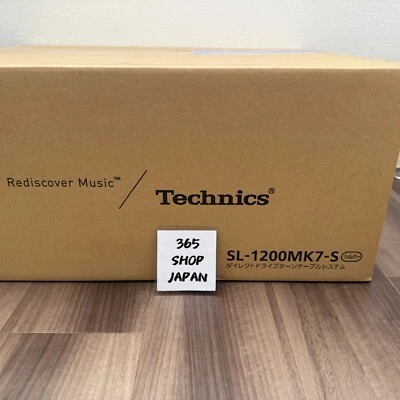 Rediscover Music™
Technics®
365
SHOP
JAPAN
SL-1200MK7-S シルバー
ダイレクトドライブターンテーブルシステム